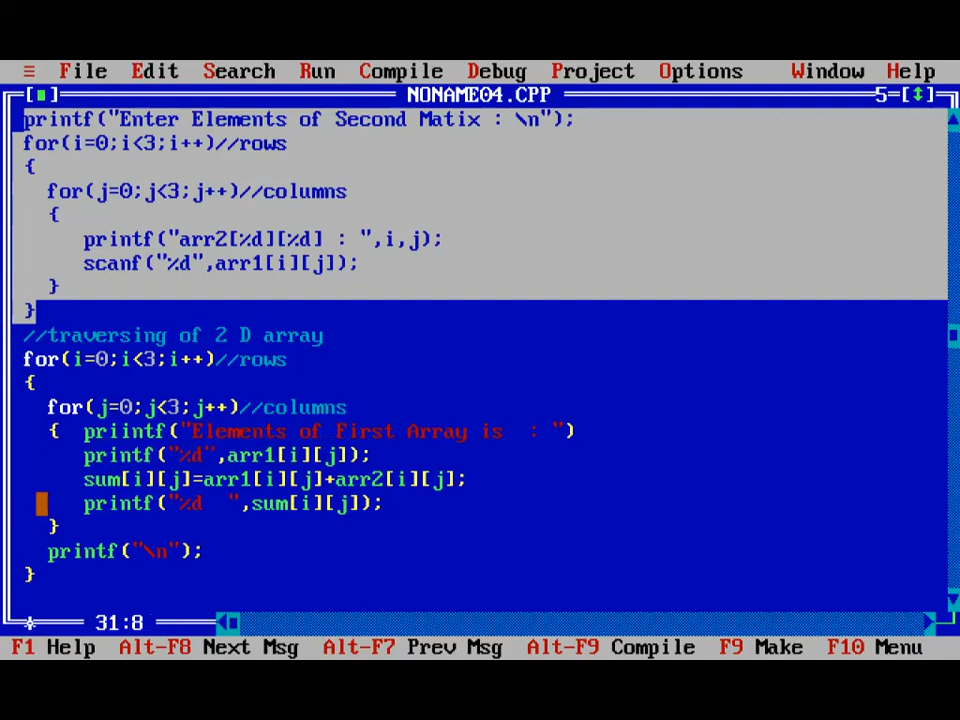 ≡ File Edit Search Run Compile Debug Project Options Window Help
[■] NONAME04.CPP 5=[↕]
printf("Enter Elements of Second Matix : \n");
for(i=0;i<3;i++)//rows
{
for(j=0;j<3;j++)//columns
{
printf("arr2[%d][%d] : ",i,j);
scanf("%d",arr1[i][j]);
}
}
//traversing of 2 D array
for(i=0;i<3;i++)//rows
{
for(j=0;j<3;j++)//columns
{ priintf("Elements of First Array is  : ")
printf("%d",arr1[i][j]);
sum[i][j]=arr1[i][j]+arr2[i][j];
printf("%d  ",sum[i][j]);
}
printf("\n");
}
31:8
F1 Help Alt-F8 Next Msg Alt-F7 Prev Msg Alt-F9 Compile F9 Make F10 Menu